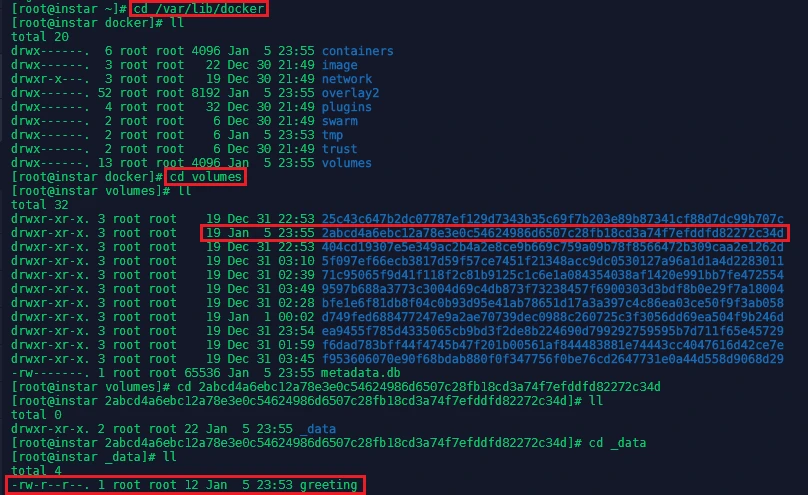 [root@instar ~]# cd /var/lib/docker
[root@instar docker]# ll
total 20
drwx------.  6 root root 4096 Jan  5 23:55 containers
drwx------.  3 root root   22 Dec 30 21:49 image
drwxr-x---.  3 root root   19 Dec 30 21:49 network
drwx------. 52 root root 8192 Jan  5 23:55 overlay2
drwx------.  4 root root   32 Dec 30 21:49 plugins
drwx------.  2 root root    6 Dec 30 21:49 swarm
drwx------.  2 root root    6 Jan  5 23:53 tmp
drwx------.  2 root root    6 Dec 30 21:49 trust
drwx------. 13 root root 4096 Jan  5 23:55 volumes
[root@instar docker]# cd volumes
[root@instar volumes]# ll
total 32
drwxr-xr-x. 3 root root    19 Dec 31 22:53 25c43c647b2dc07787ef129d7343b35c69f7b203e89b87341cf88d7dc99b707c
drwxr-xr-x. 3 root root    19 Jan  5 23:55 2abcd4a6ebc12a78e3e0c54624986d6507c28fb18cd3a74f7efddfd82272c34d
drwxr-xr-x. 3 root root    19 Dec 31 22:53 404cd19307e5e349ac2b4a2e8ce9b669c759a09b78f8566472b309caa2e1262d
drwxr-xr-x. 3 root root    19 Dec 31 03:10 5f097ef66ecb3817d59f57ce7451f21348acc9dc0530127a96a1d1a4d2283011
drwxr-xr-x. 3 root root    19 Dec 31 02:39 71c95065f9d41f118f2c81b9125c1c6e1a084354038af1420e991bb7fe472554
drwxr-xr-x. 3 root root    19 Dec 31 03:49 9597b688a3773c3004d69c4db873f73238457f6900303d3bdf8b0e29f7a18004
drwxr-xr-x. 3 root root    19 Dec 31 02:28 bfe1e6f81db8f04c0b93d95e41ab78651d17a3a397c4c86ea03ce50f9f3ab058
drwxr-xr-x. 3 root root    19 Jan  1 00:02 d749fed688477247e9a2ae70739dec0988c260725c3f3056dd69ea504f9b246d
drwxr-xr-x. 3 root root    19 Dec 31 23:54 ea9455f785d4335065cb9bd3f2de8b224690d799292759595b7d711f65e45729
drwxr-xr-x. 3 root root    19 Dec 31 01:59 f6dad783bff44f4745b47f201b00561af844483881e74443cc4047616d42ce7e
drwxr-xr-x. 3 root root    19 Dec 31 03:45 f953606070e90f68bdab880f0f347756f0be76cd2647731e0a44d558d9068d29
-rw-------. 1 root root 65536 Jan  5 23:55 metadata.db
[root@instar volumes]# cd 2abcd4a6ebc12a78e3e0c54624986d6507c28fb18cd3a74f7efddfd82272c34d
[root@instar 2abcd4a6ebc12a78e3e0c54624986d6507c28fb18cd3a74f7efddfd82272c34d]# ll
total 0
drwxr-xr-x. 2 root root 22 Jan  5 23:55 _data
[root@instar 2abcd4a6ebc12a78e3e0c54624986d6507c28fb18cd3a74f7efddfd82272c34d]# cd _data
[root@instar _data]# ll
total 4
-rw-r--r--. 1 root root 12 Jan  5 23:53 greeting